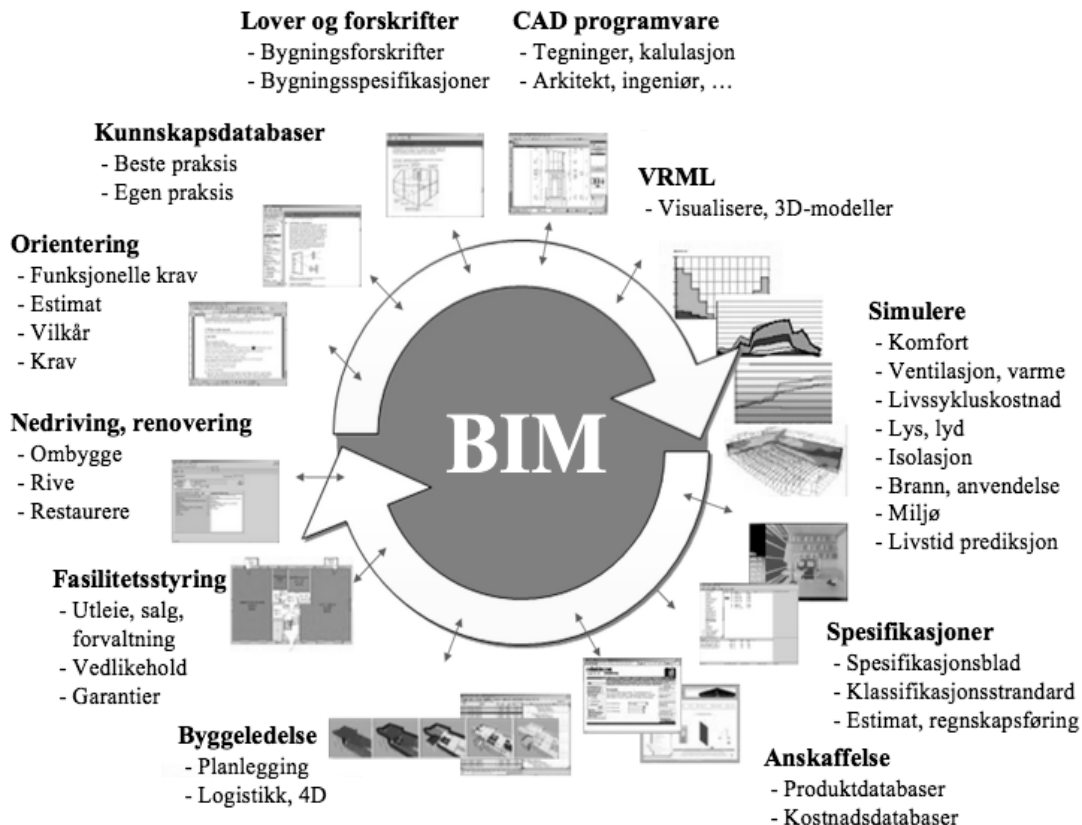 Lover og forskrifter
- Bygningsforskrifter
- Bygningsspesifikasjoner
CAD programvare
- Tegninger, kalulasjon
- Arkitekt, ingeniør, …
Kunnskapsdatabaser
- Beste praksis
- Egen praksis
VRML
- Visualisere, 3D-modeller
Orientering
- Funksjonelle krav
- Estimat
- Vilkår
- Krav
Simulere
- Komfort
- Ventilasjon, varme
- Livssykluskostnad
- Lys, lyd
- Isolasjon
- Brann, anvendelse
- Miljø
- Livstid prediksjon
BIM
Nedriving, renovering
- Ombygge
- Rive
- Restaurere
Fasilitetsstyring
- Utleie, salg,
forvaltning
- Vedlikehold
- Garantier
Spesifikasjoner
- Spesifikasjonsblad
- Klassifikasjonsstrandard
- Estimat, regnskapsføring
Byggeledelse
- Planlegging
- Logistikk, 4D
Anskaffelse
- Produktdatabaser
- Kostnadsdatabaser